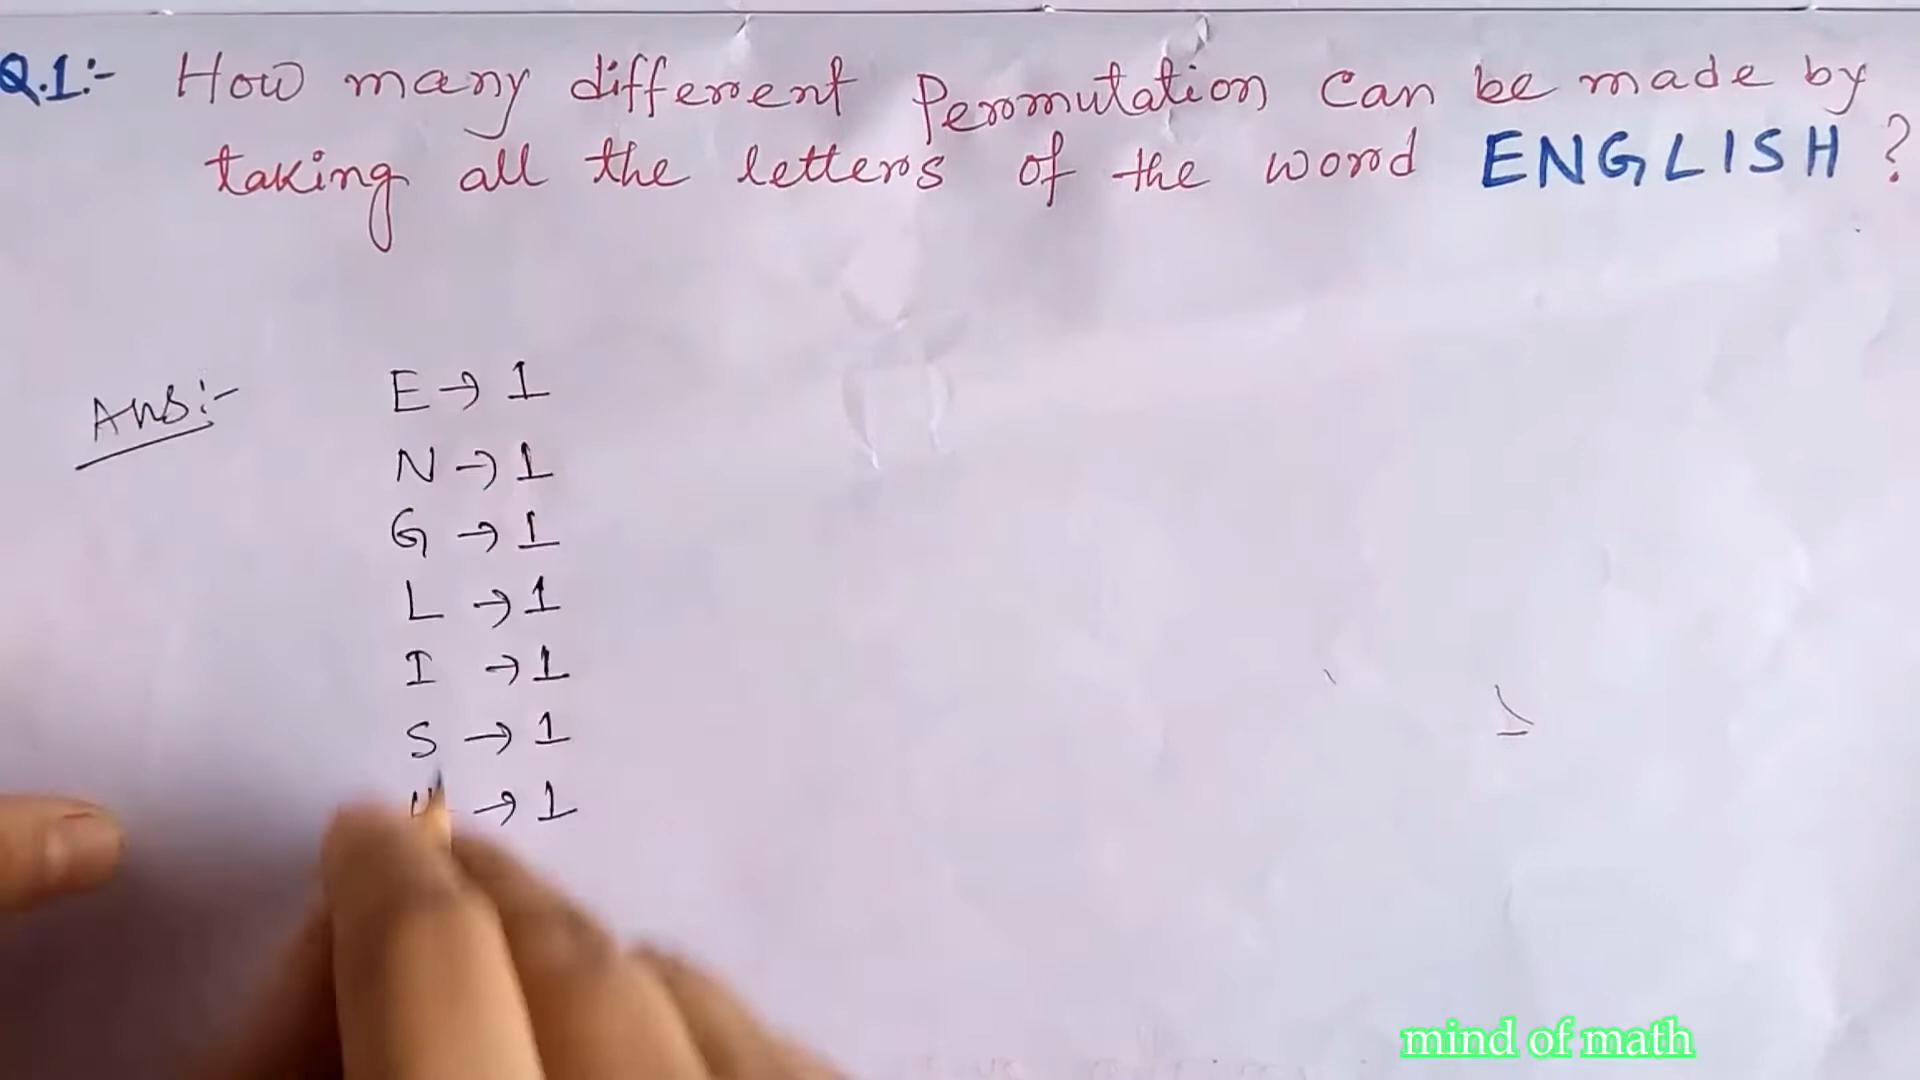 Q.1:- How many different Permutation can be made by
taking all the letters of the word ENGLISH ?
Ans:-
E → 1
N → 1
G → 1
L → 1
I → 1
S → 1
→ 1
mind of math